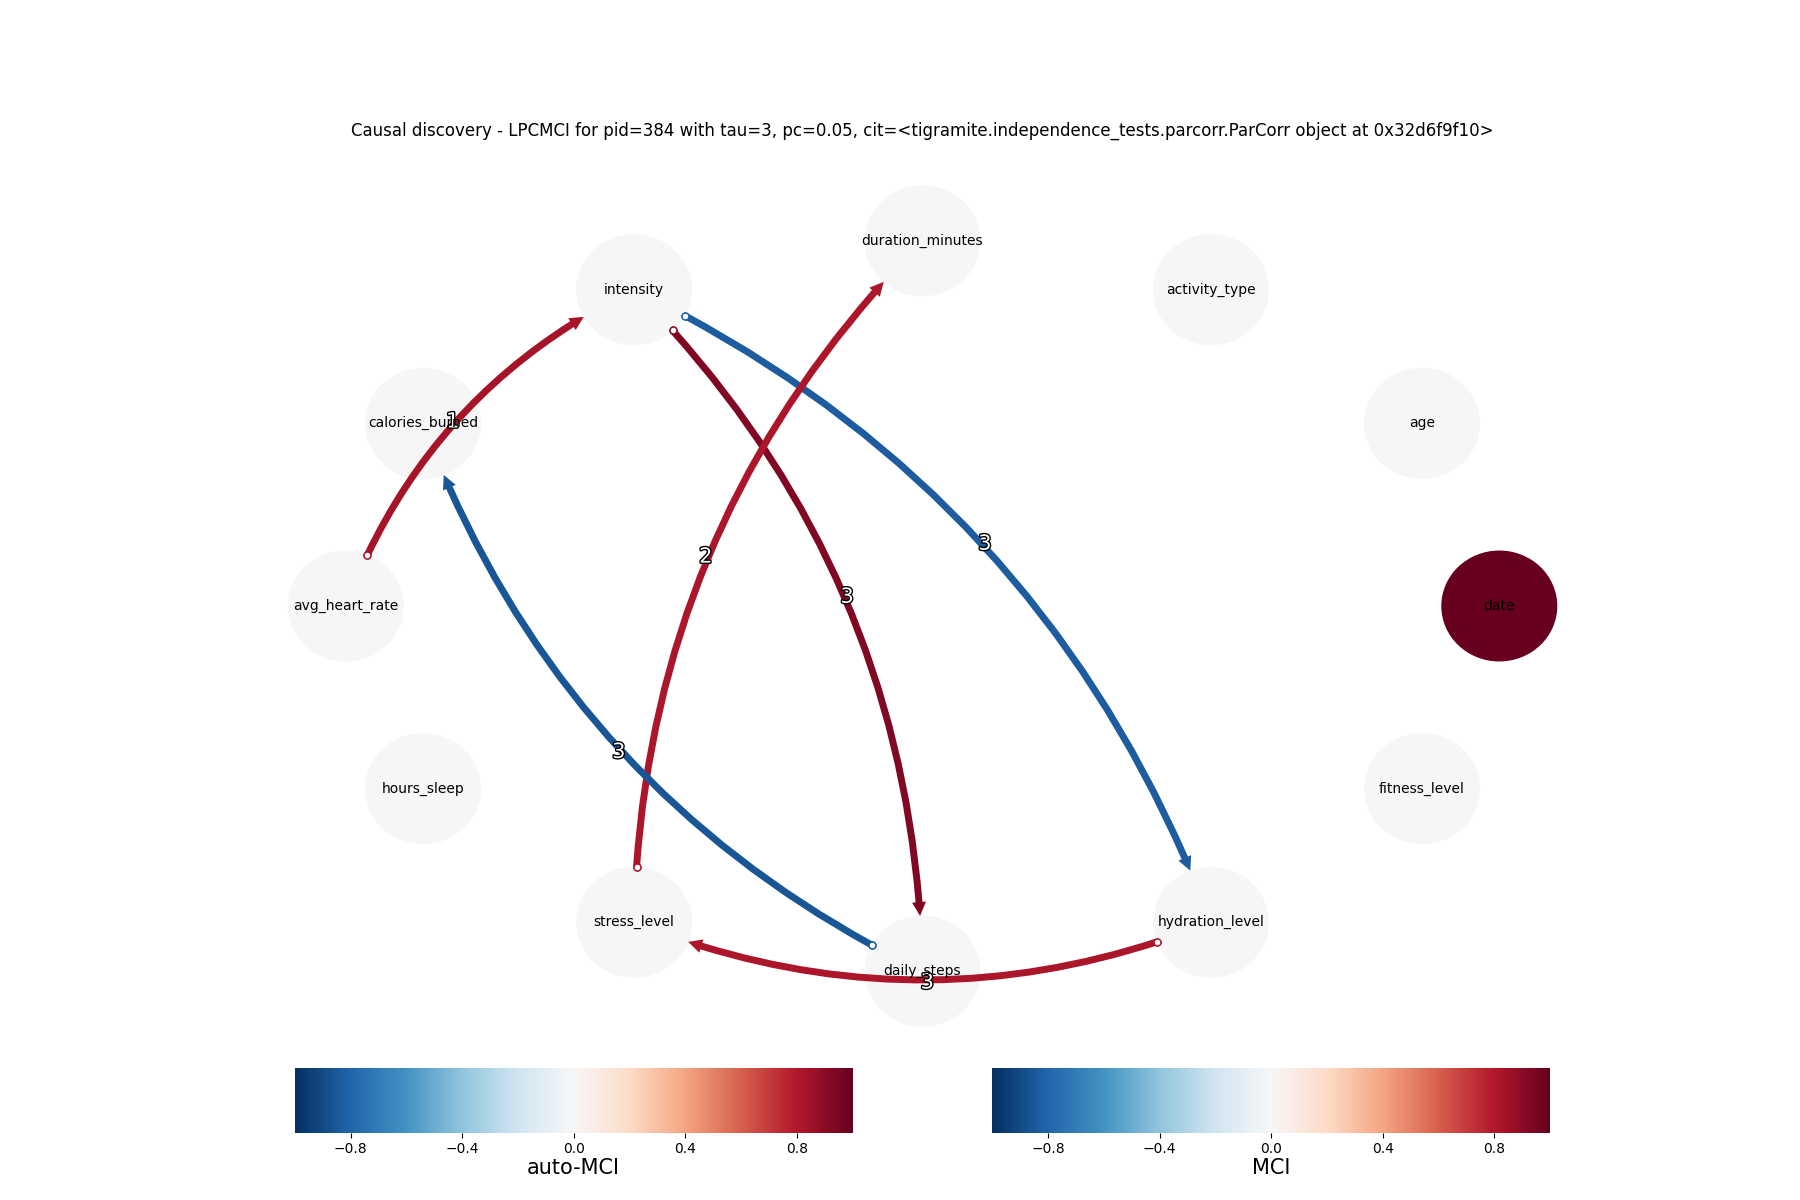 Causal discovery - LPCMCI for pid=384 with tau=3, pc=0.05, cit=<tigramite.independence_tests.parcorr.ParCorr object at 0x32d6f9f10>
duration_minutes
intensity
activity_type
calories_burned
1
age
3
2
3
avg_heart_rate
date
3
hours_sleep
fitness_level
stress_level
hydration_level
daily_steps
3
−0.8 −0.4 0.0 0.4 0.8
auto-MCI
−0.8 −0.4 0.0 0.4 0.8
MCI